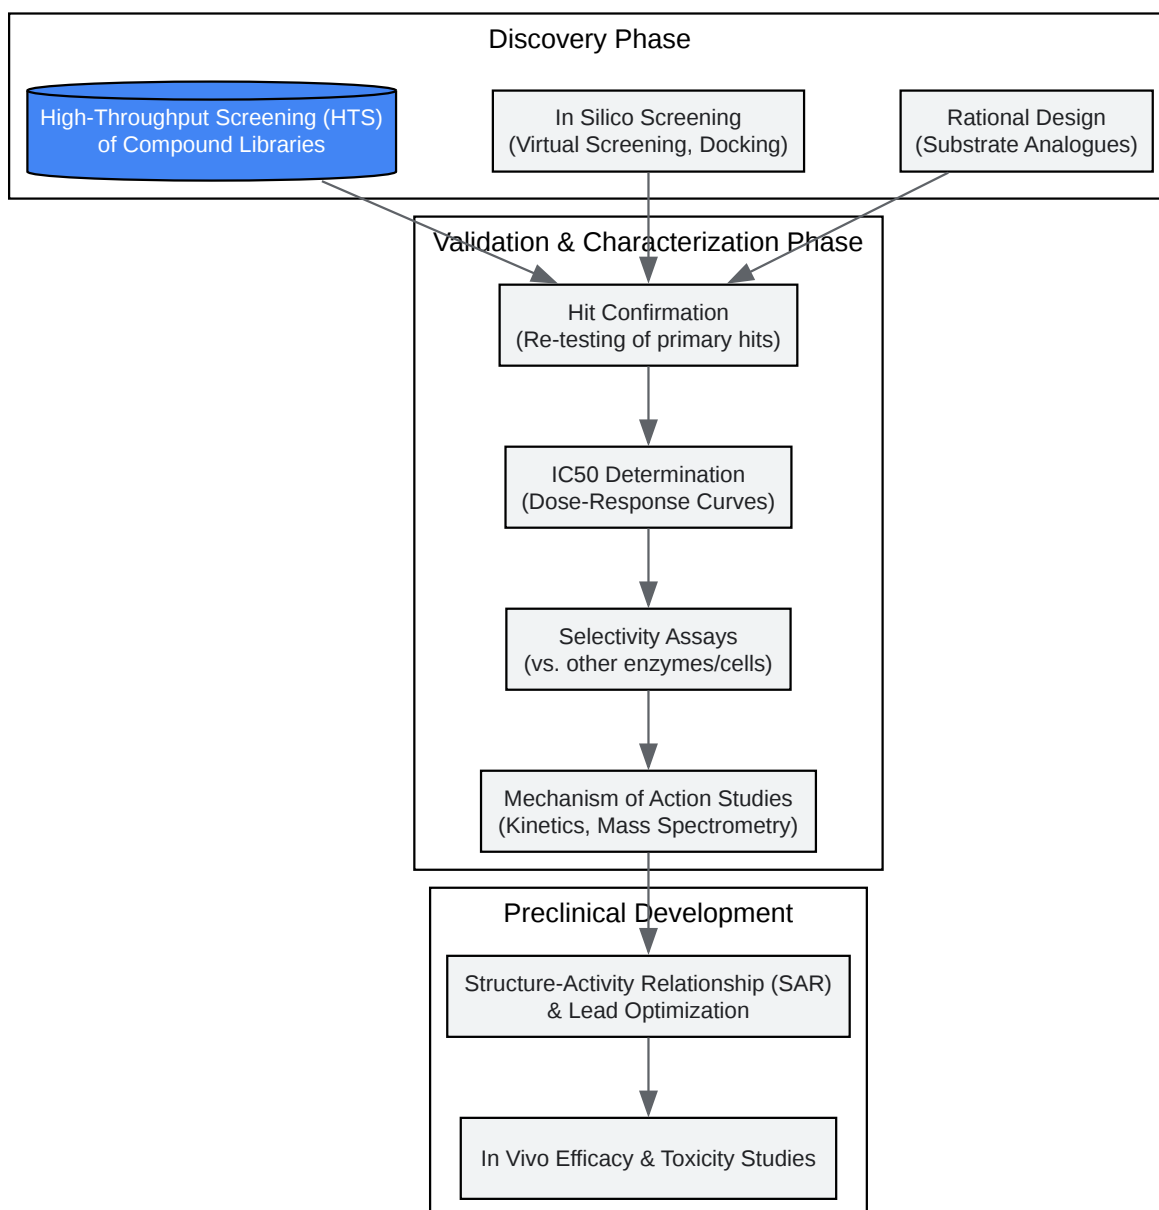 Discovery Phase
High-Throughput Screening (HTS)
of Compound Libraries
In Silico Screening
(Virtual Screening, Docking)
Rational Design
(Substrate Analogues)
Validation & Characterization Phase
Hit Confirmation
(Re-testing of primary hits)
IC50 Determination
(Dose-Response Curves)
Selectivity Assays
(vs. other enzymes/cells)
Mechanism of Action Studies
(Kinetics, Mass Spectrometry)
Preclinical Development
Structure-Activity Relationship (SAR)
& Lead Optimization
In Vivo Efficacy & Toxicity Studies